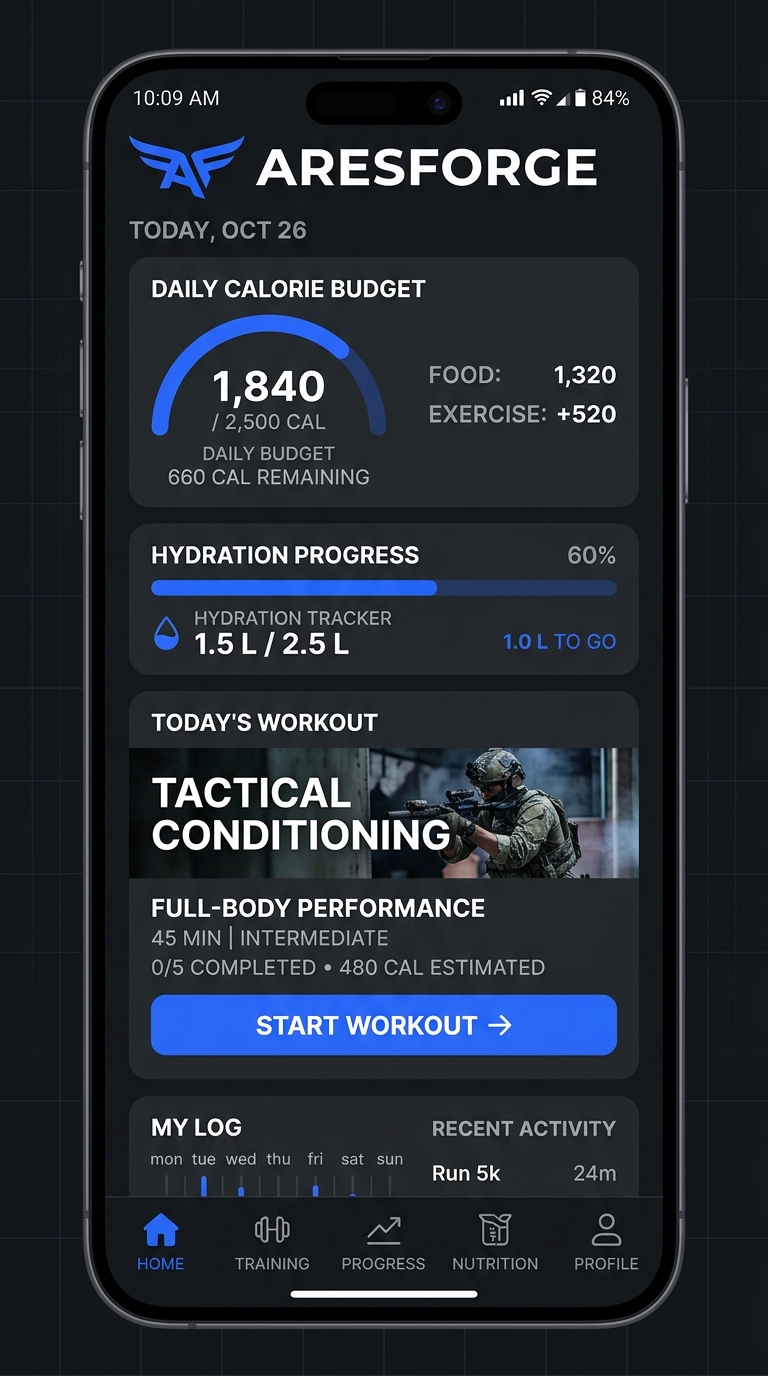 10:09 AM
84%
AF ARESFORGE
TODAY, OCT 26
DAILY CALORIE BUDGET
1,840
/ 2,500 CAL
DAILY BUDGET
660 CAL REMAINING
FOOD: 1,320
EXERCISE: +520
HYDRATION PROGRESS 60%
HYDRATION TRACKER
1.5 L / 2.5 L
1.0 L TO GO
TODAY'S WORKOUT
TACTICAL
CONDITIONING
FULL-BODY PERFORMANCE
45 MIN | INTERMEDIATE
0/5 COMPLETED • 480 CAL ESTIMATED
START WORKOUT →
MY LOG
mon tue wed thu fri sat sun
RECENT ACTIVITY
Run 5k 24m
HOME TRAINING PROGRESS NUTRITION PROFILE